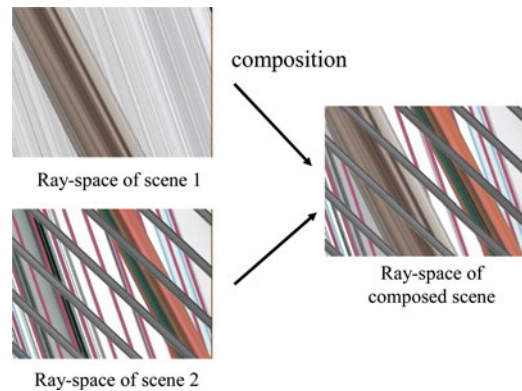 composition
Ray-space of scene 1
Ray-space of
composed scene
Ray-space of scene 2